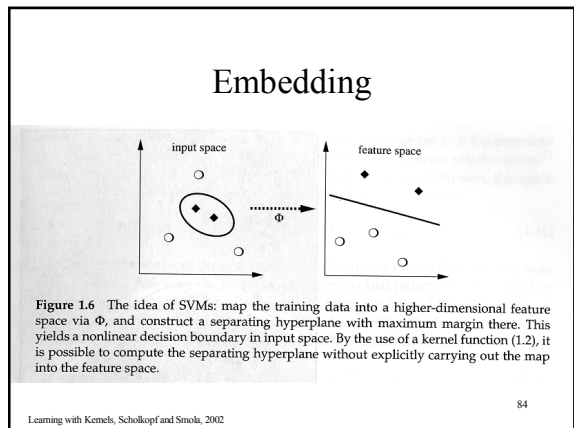 Embedding
input space
feature space
Φ
Figure 1.6 The idea of SVMs: map the training data into a higher-dimensional feature
space via Φ, and construct a separating hyperplane with maximum margin there. This
yields a nonlinear decision boundary in input space. By the use of a kernel function (1.2), it
is possible to compute the separating hyperplane without explicitly carrying out the map
into the feature space.
84
Learning with Kernels, Scholkopf and Smola, 2002